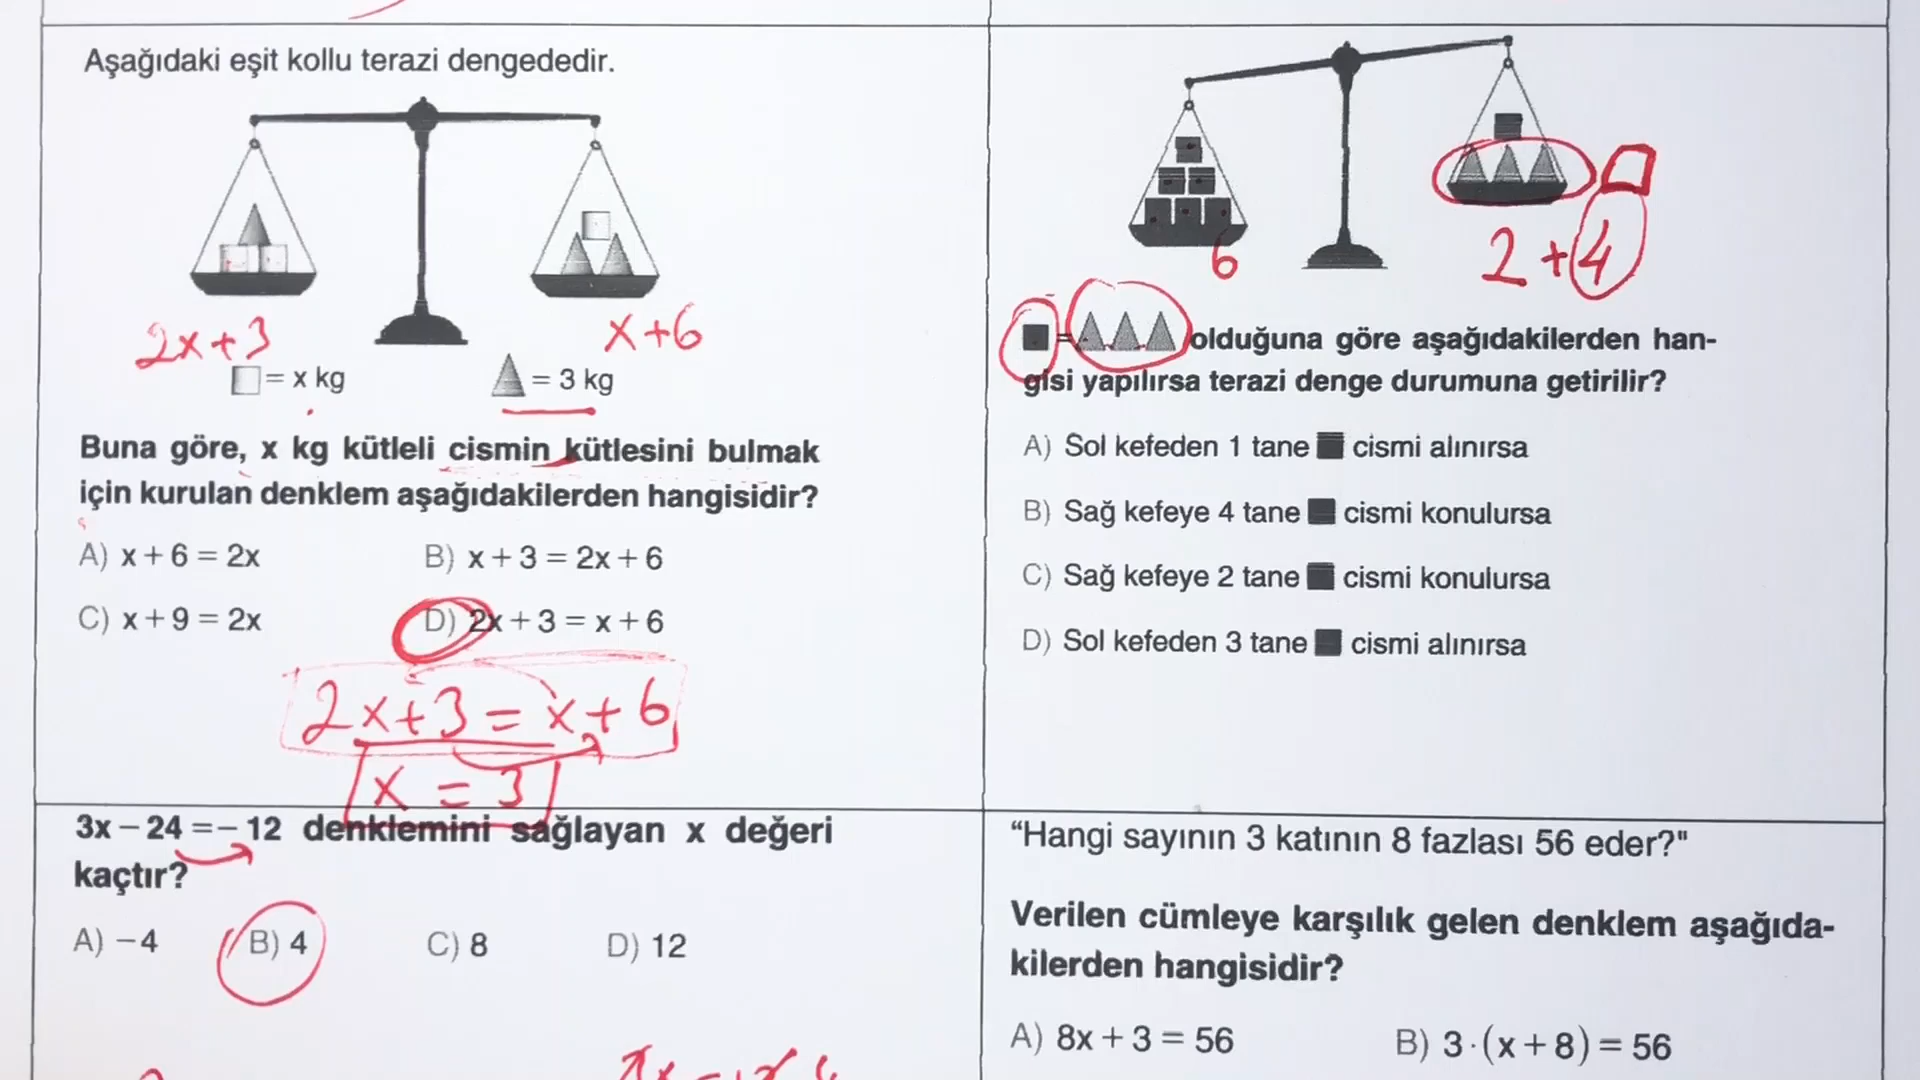 Aşağıdaki eşit kollu terazi dengededir.
2x+3
x+6
= x kg
= 3 kg
Buna göre, x kg kütleli cismin kütlesini bulmak
için kurulan denklem aşağıdakilerden hangisidir?
A) x + 6 = 2x
B) x + 3 = 2x + 6
C) x + 9 = 2x
D) 2x + 3 = x + 6
2x+3 = x+6
x = 3
6
2 + 4
■ = ▲▲▲ olduğuna göre aşağıdakilerden han-
gisi yapılırsa terazi denge durumuna getirilir?
A) Sol kefeden 1 tane ■ cismi alınırsa
B) Sağ kefeye 4 tane ■ cismi konulursa
C) Sağ kefeye 2 tane ■ cismi konulursa
D) Sol kefeden 3 tane ■ cismi alınırsa
3x – 24 = – 12 denklemini sağlayan x değeri
kaçtır?
A) – 4
B) 4
C) 8
D) 12
“Hangi sayının 3 katının 8 fazlası 56 eder?"
Verilen cümleye karşılık gelen denklem aşağıda-
kilerden hangisidir?
A) 8x + 3 = 56
B) 3 · (x + 8) = 56